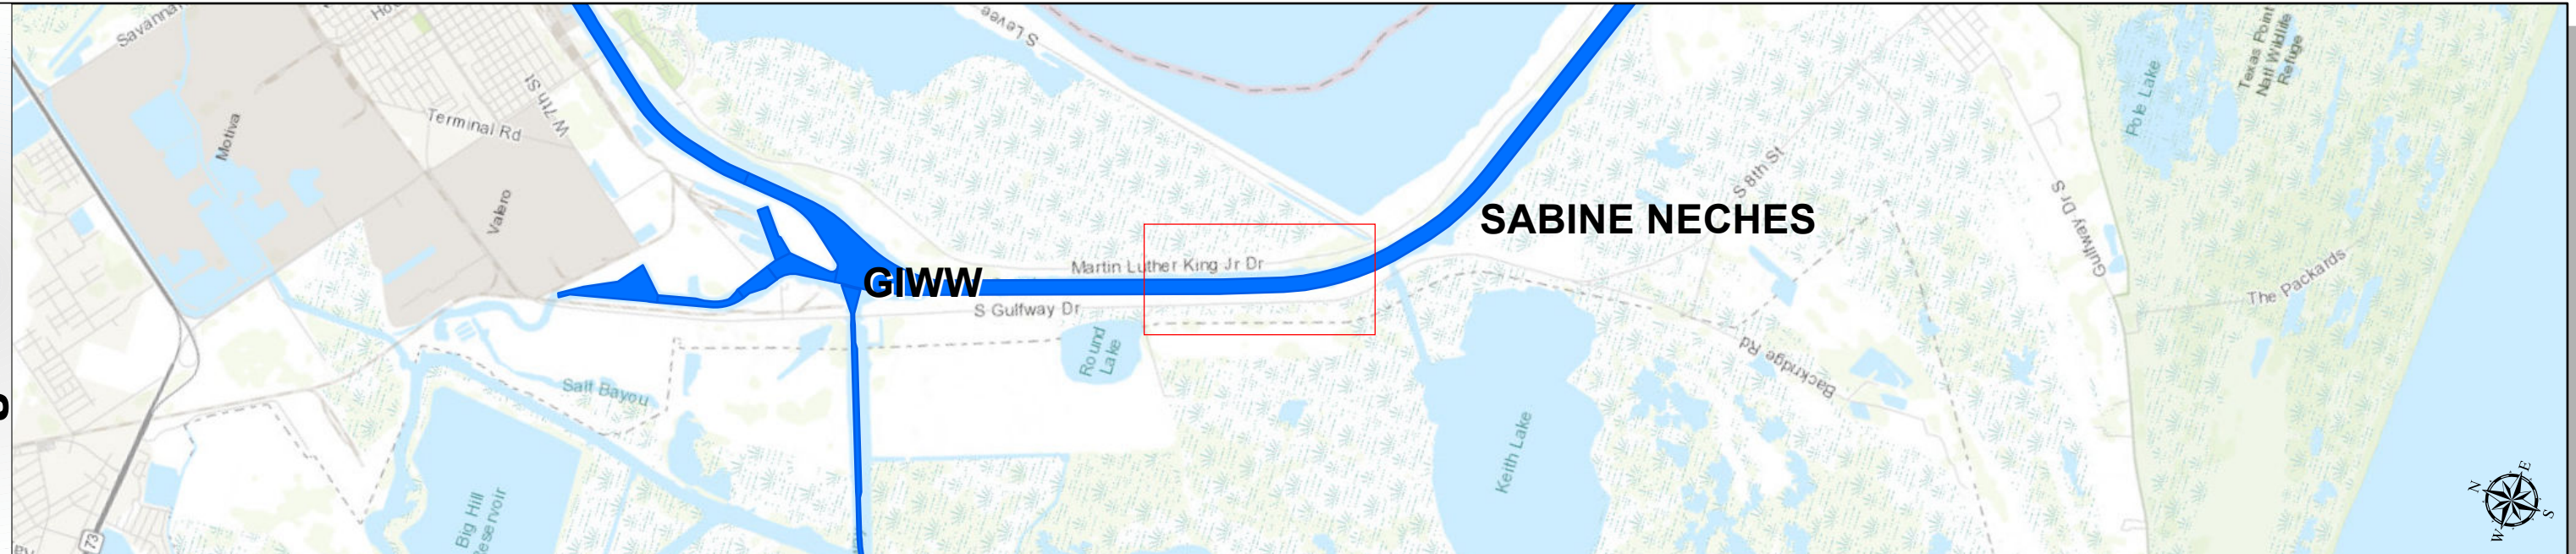 Savannah
W 7th St
Terminal Rd
Motiva
Valero
S Levee
Texas Point
Natl Wildlife
Refuge
Pole Lake
S 8th St
SABINE NECHES
Gulfway Dr S
The Packards
Martin Luther King Jr Dr
GIWW
S Gulfway Dr
Round
Lake
Backridge Rd
Salt Bayou
Keith Lake
Big Hill
73
N
E
S
W